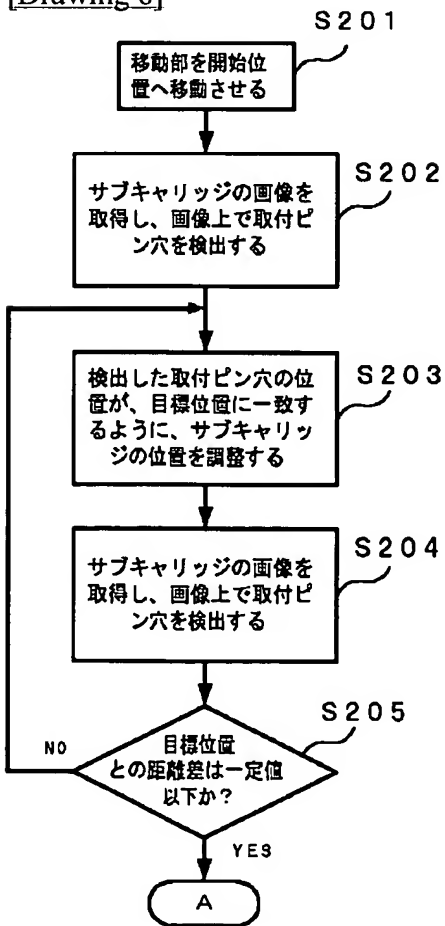 [Drawing 6]
S201
移動部を開始位
置へ移動させる
S202
サブキャリッジの画像を
取得し、画像上で取付ピ
ン穴を検出する
S203
検出した取付ピン穴の位
置が、目標位置に一致す
るように、サブキャリッ
ジの位置を調整する
S204
サブキャリッジの画像を
取得し、画像上で取付ピ
ン穴を検出する
S205
目標位置
との距離差は一定値
以下か?
NO
YES
A